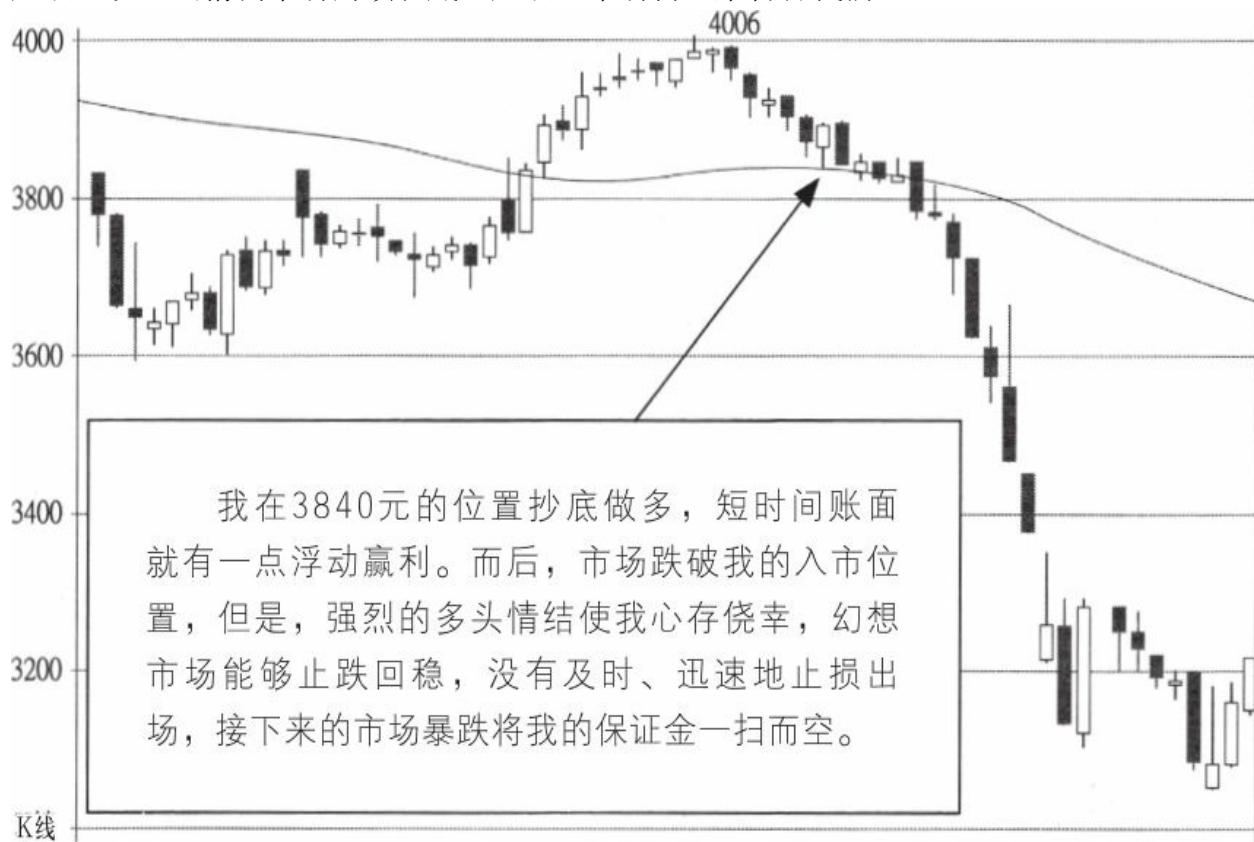 4006
4000
3800
3600
3400
3200
我在3840元的位置抄底做多，短时间账面
就有一点浮动赢利。而后，市场跌破我的入市位
置，但是，强烈的多头情结使我心存侥幸，幻想
市场能够止跌回稳，没有及时、迅速地止损出
场，接下来的市场暴跌将我的保证金一扫而空。
K线